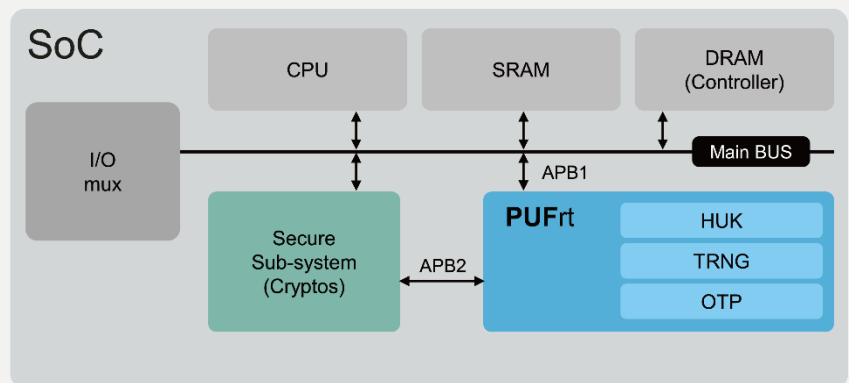 SoC
CPU
SRAM
DRAM
(Controller)
I/O
mux
Main BUS
APB1
Secure
Sub-system
(Cryptos)
APB2
PUFrt
HUK
TRNG
OTP